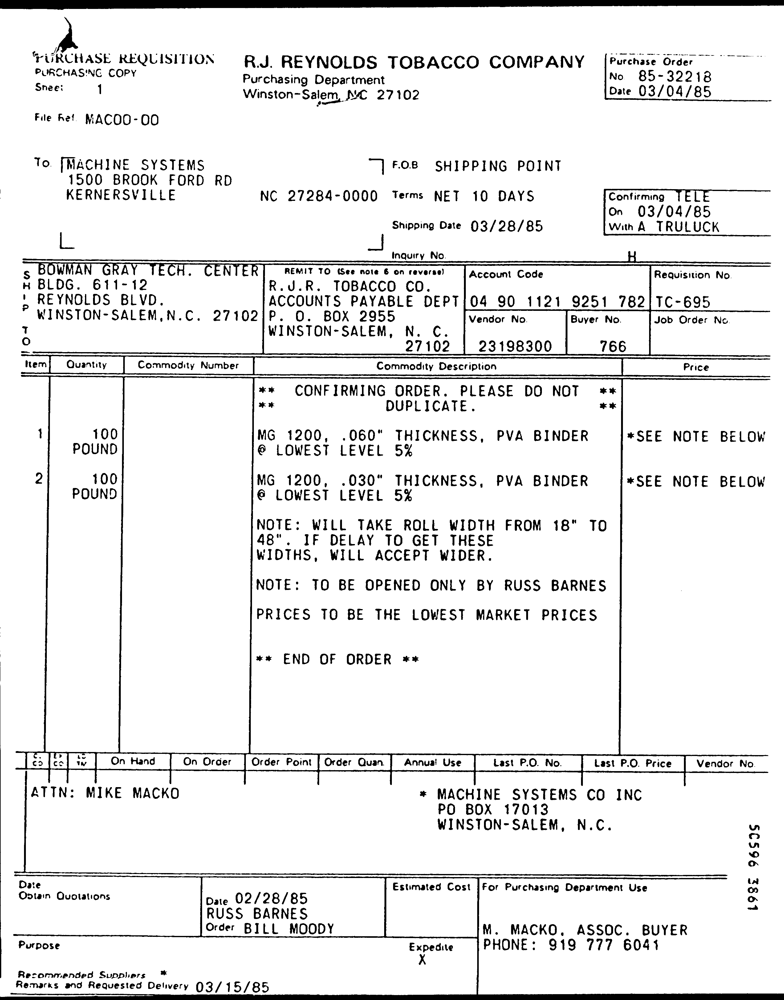 PURCHASE REQUISITION
PURCHASING COPY
Sheet 1
File Ref. MAC00-00
R.J. REYNOLDS TOBACCO COMPANY
Purchasing Department
Winston-Salem, NC 27102
Purchase Order
No 85-32218
Date 03/04/85
To MACHINE SYSTEMS
1500 BROOK FORD RD
KERNERSVILLE NC 27284-0000
F.O.B SHIPPING POINT
Terms NET 10 DAYS
Shipping Date 03/28/85
Inquiry No.
Confirming TELE
On 03/04/85
With A TRULUCK
H
SHIP TO
BOWMAN GRAY TECH. CENTER
BLDG. 611-12
REYNOLDS BLVD.
WINSTON-SALEM,N.C. 27102
REMIT TO (See note 6 on reverse)
R.J.R. TOBACCO CO.
ACCOUNTS PAYABLE DEPT
P. O. BOX 2955
WINSTON-SALEM, N. C.
27102
Account Code
04 90 1121 9251 782
Requisition No
TC-695
Vendor No.
23198300
Buyer No.
766
Job Order No.
Item Quantity Commodity Number Commodity Description Price
** CONFIRMING ORDER. PLEASE DO NOT **
** DUPLICATE. **
1 100 MG 1200, .060" THICKNESS, PVA BINDER *SEE NOTE BELOW
POUND @ LOWEST LEVEL 5%
2 100 MG 1200, .030" THICKNESS, PVA BINDER *SEE NOTE BELOW
POUND @ LOWEST LEVEL 5%
NOTE: WILL TAKE ROLL WIDTH FROM 18" TO
48". IF DELAY TO GET THESE
WIDTHS, WILL ACCEPT WIDER.
NOTE: TO BE OPENED ONLY BY RUSS BARNES
PRICES TO BE THE LOWEST MARKET PRICES
** END OF ORDER **
On Hand On Order Order Point Order Quan. Annual Use Last P.O. No. Last P.O. Price Vendor No
ATTN: MIKE MACKO
* MACHINE SYSTEMS CO INC
PO BOX 17013
WINSTON-SALEM, N.C.
50596 3861
Date
Obtain Quotations
Date 02/28/85
RUSS BARNES
Order BILL MOODY
Estimated Cost
For Purchasing Department Use
M. MACKO, ASSOC. BUYER
PHONE: 919 777 6041
Purpose
Expedite
X
Recommended Suppliers *
Remarks and Requested Delivery 03/15/85